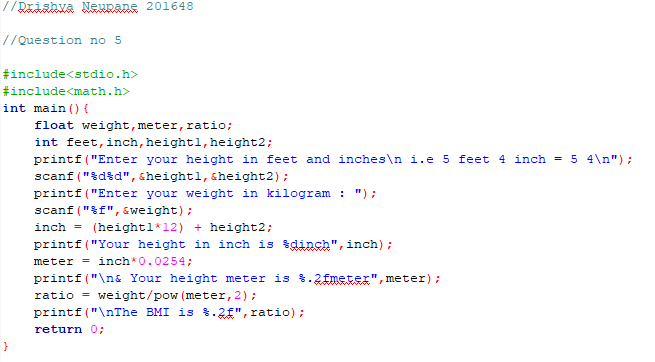 //Drishya Neupane 201648
//Question no 5
#include<stdio.h>
#include<math.h>
int main(){
float weight,meter,ratio;
int feet,inch,height1,height2;
printf("Enter your height in feet and inches\n i.e 5 feet 4 inch = 5 4\n");
scanf("%d%d",&height1,&height2);
printf("Enter your weight in kilogram : ");
scanf("%f",&weight);
inch = (height1*12) + height2;
printf("Your height in inch is %dinch",inch);
meter = inch*0.0254;
printf("\n& Your height meter is %.2fmeter",meter);
ratio = weight/pow(meter,2);
printf("\nThe BMI is %.2f",ratio);
return 0;
}